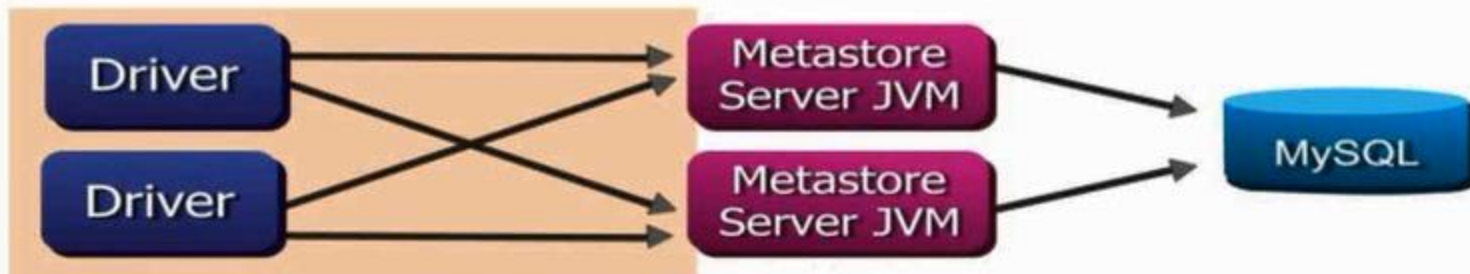 Driver
Metastore
Server JVM
MySQL
Driver
Metastore
Server JVM